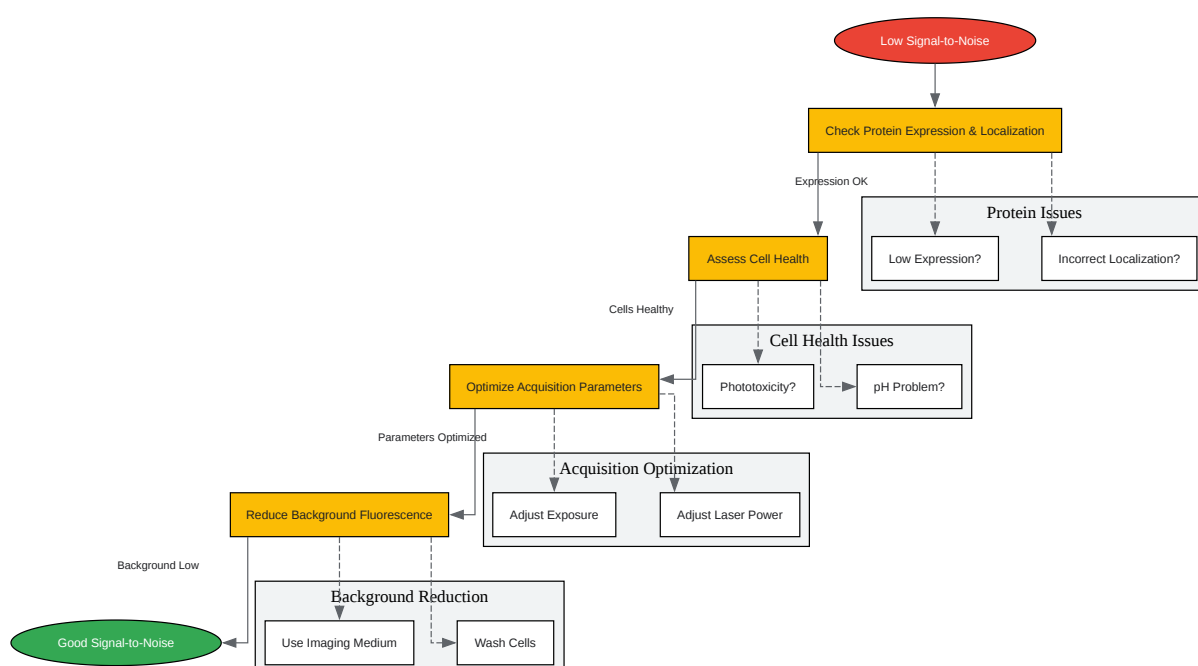 Low Signal-to-Noise
Check Protein Expression & Localization
Expression OK
Protein Issues
Low Expression?
Incorrect Localization?
Assess Cell Health
Cells Healthy
Cell Health Issues
Phototoxicity?
pH Problem?
Optimize Acquisition Parameters
Parameters Optimized
Acquisition Optimization
Adjust Exposure
Adjust Laser Power
Reduce Background Fluorescence
Background Low
Background Reduction
Use Imaging Medium
Wash Cells
Good Signal-to-Noise